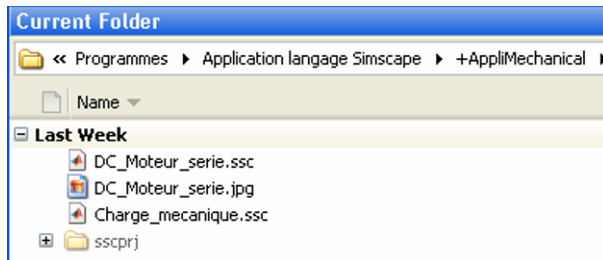 Current Folder
« Programmes Application langage Simscape +AppliMechanical
Name
Last Week
DC_Moteur_serie.ssc
DC_Moteur_serie.jpg
Charge_mecanique.ssc
sscprj